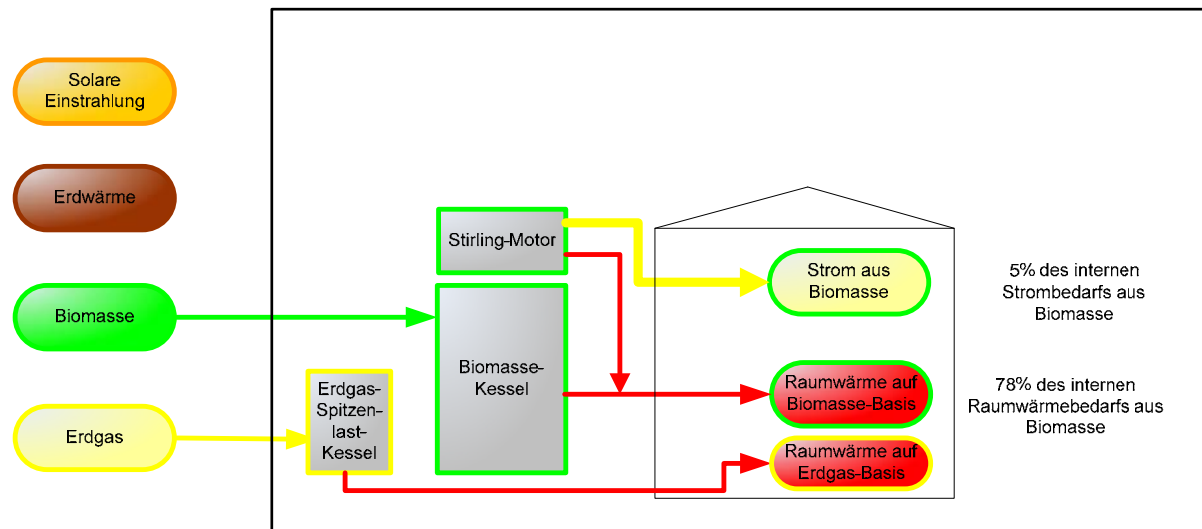 Solare
Einstrahlung
Erdwärme
Biomasse
Erdgas
Erdgas-
Spitzen-
last-
Kessel
Stirling-Motor
Biomasse-
Kessel
Strom aus
Biomasse
Raumwärme auf
Biomasse-Basis
Raumwärme auf
Erdgas-Basis
5% des internen
Strombedarfs aus
Biomasse
78% des internen
Raumwärmebedarfs aus
Biomasse